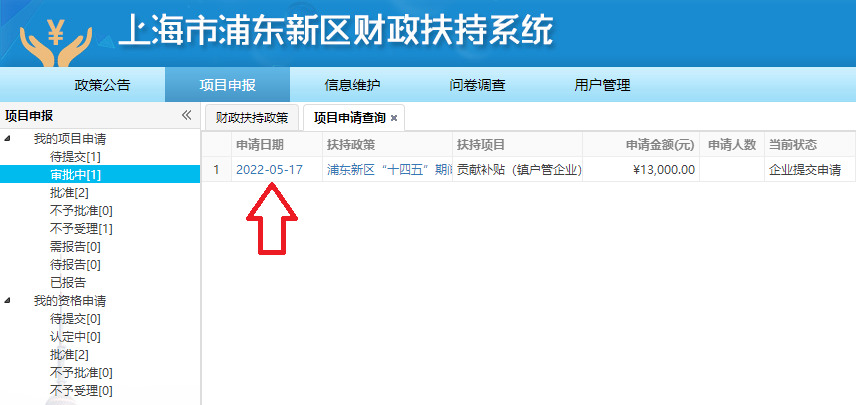 ¥
上海市浦东新区财政扶持系统
政策公告 项目申报 信息维护 问卷调查 用户管理
项目申报
我的项目申请
待提交[1]
审批中[1]
批准[2]
不予批准[0]
不予受理[1]
需报告[0]
待报告[0]
已报告
我的资格申请
待提交[0]
认定中[0]
批准[2]
不予批准[0]
不予受理[0]
财政扶持政策 项目申请查询 ×
申请日期 扶持政策 扶持项目 申请金额(元) 申请人数 当前状态
1 2022-05-17 浦东新区“十四五”期间 贡献补贴（镇户管企业） ¥13,000.00 企业提交申请